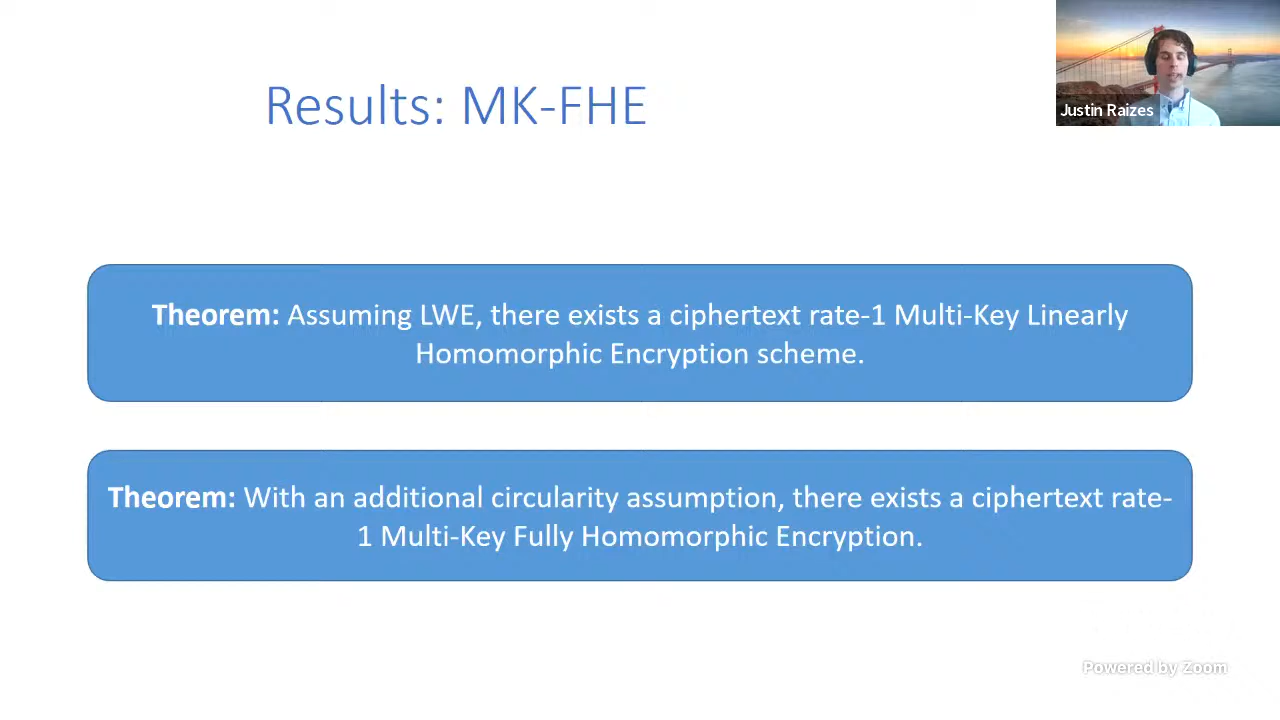 Results: MK-FHE
Justin Raizes
Theorem: Assuming LWE, there exists a ciphertext rate-1 Multi-Key Linearly
Homomorphic Encryption scheme.
Theorem: With an additional circularity assumption, there exists a ciphertext rate-
1 Multi-Key Fully Homomorphic Encryption.
Powered by Zoom